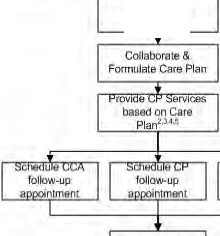 Collaborate &
Formulate Care Plan
Provide CP Services
based on Care
Plan2,3,4,5
Schedule CCA
follow-up
appointment
Schedule CP
follow-up
appointment